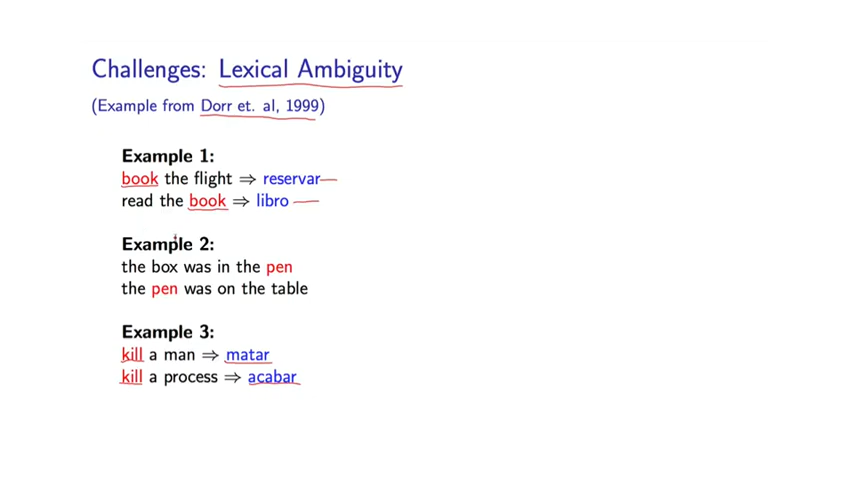 Challenges: Lexical Ambiguity
(Example from Dorr et. al, 1999)
Example 1:
book the flight ⇒ reservar
read the book ⇒ libro
Example 2:
the box was in the pen
the pen was on the table
Example 3:
kill a man ⇒ matar
kill a process ⇒ acabar